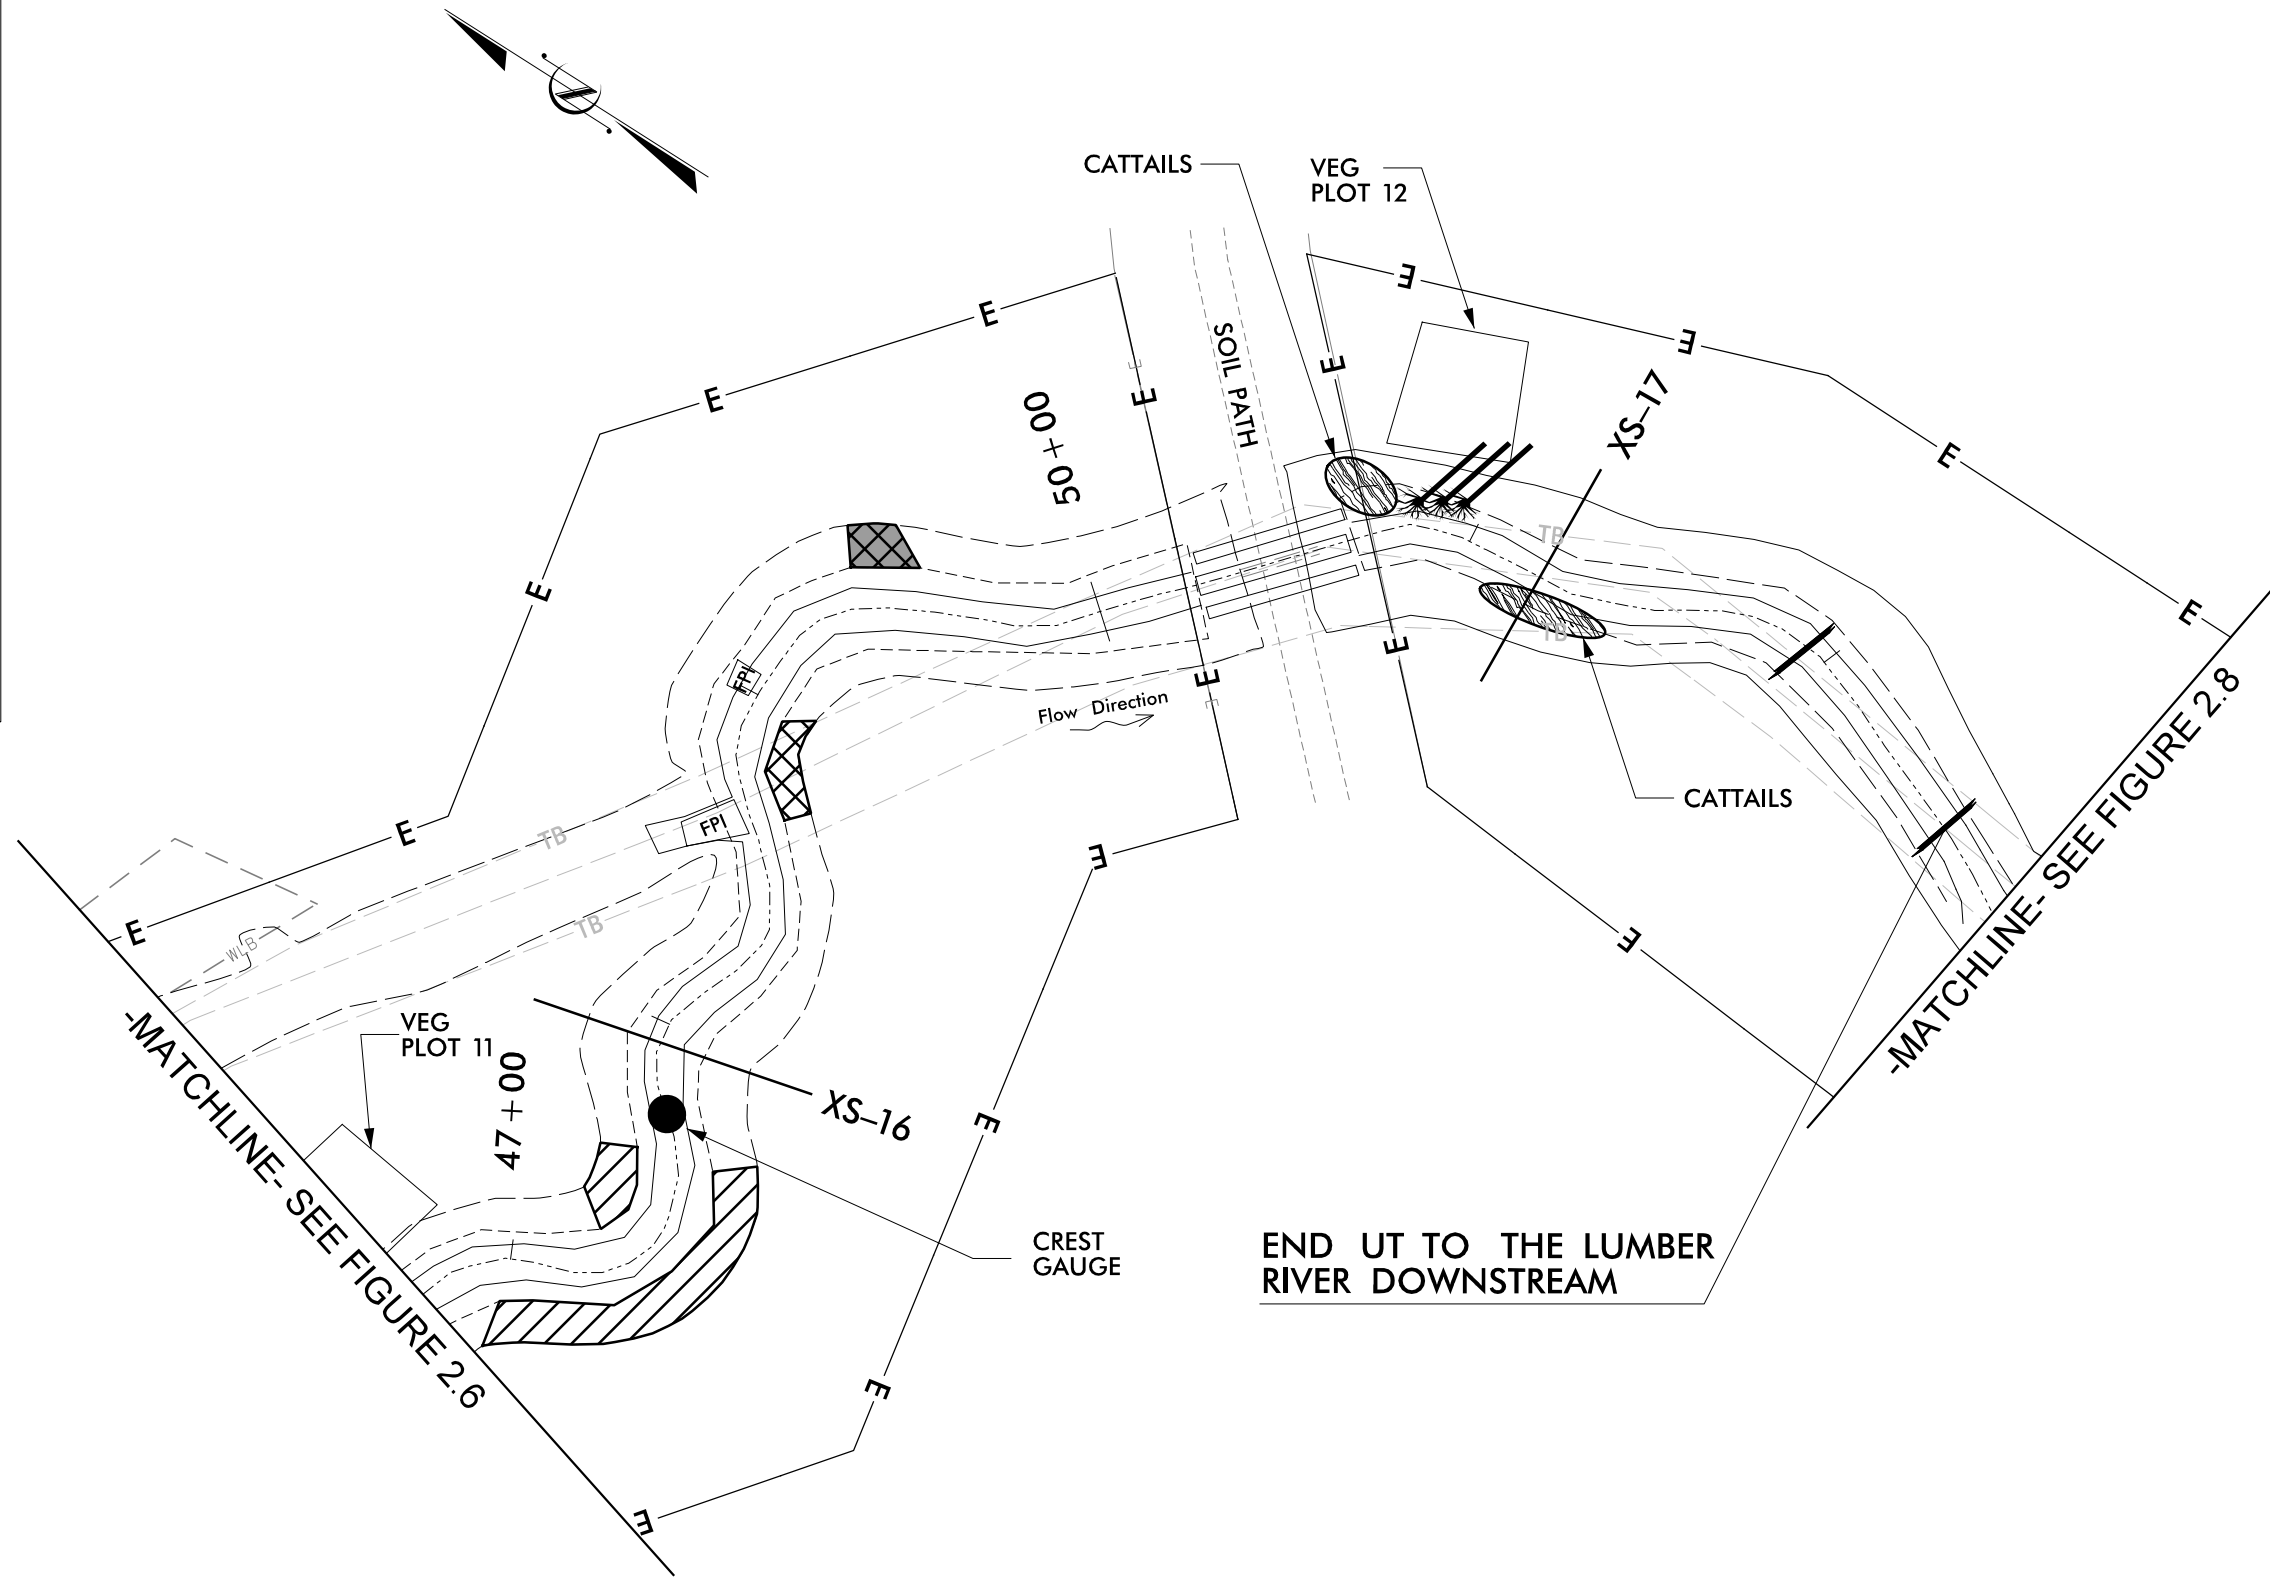 CATTAILS
VEG
PLOT 12
E
E
E
E
E
E
E
SOIL PATH
50+00
XS-17
E
E
TB
E
E
TB
E
FPI
E
E
Flow Direction
-MATCHLINE- SEE FIGURE 2.8
CATTAILS
FPI
E
TB
E
TB
E
WLB
E
VEG
PLOT 11
47+00
XS-16
E
-MATCHLINE- SEE FIGURE 2.6
CREST
GAUGE
END UT TO THE LUMBER
RIVER DOWNSTREAM
E
E